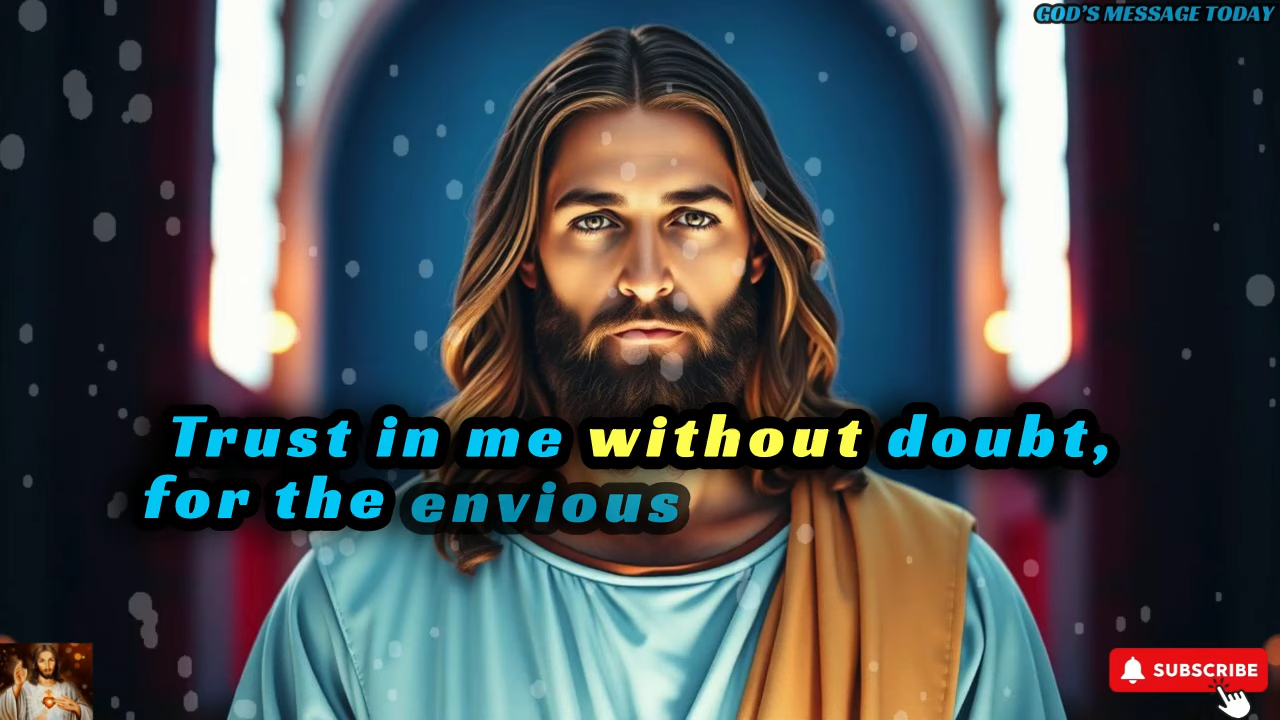 GOD'S MESSAGE TODAY
Trust in me without doubt,
for the envious
SUBSCRIBE